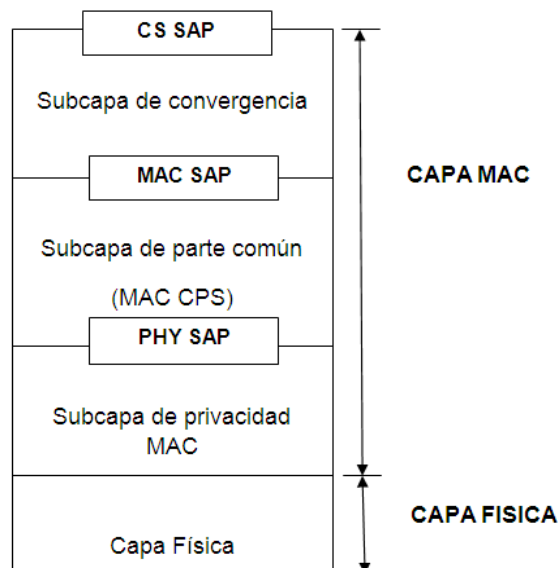 CS SAP
Subcapa de convergencia
MAC SAP
CAPA MAC
Subcapa de parte común
(MAC CPS)
PHY SAP
Subcapa de privacidad
MAC
CAPA FISICA
Capa Física